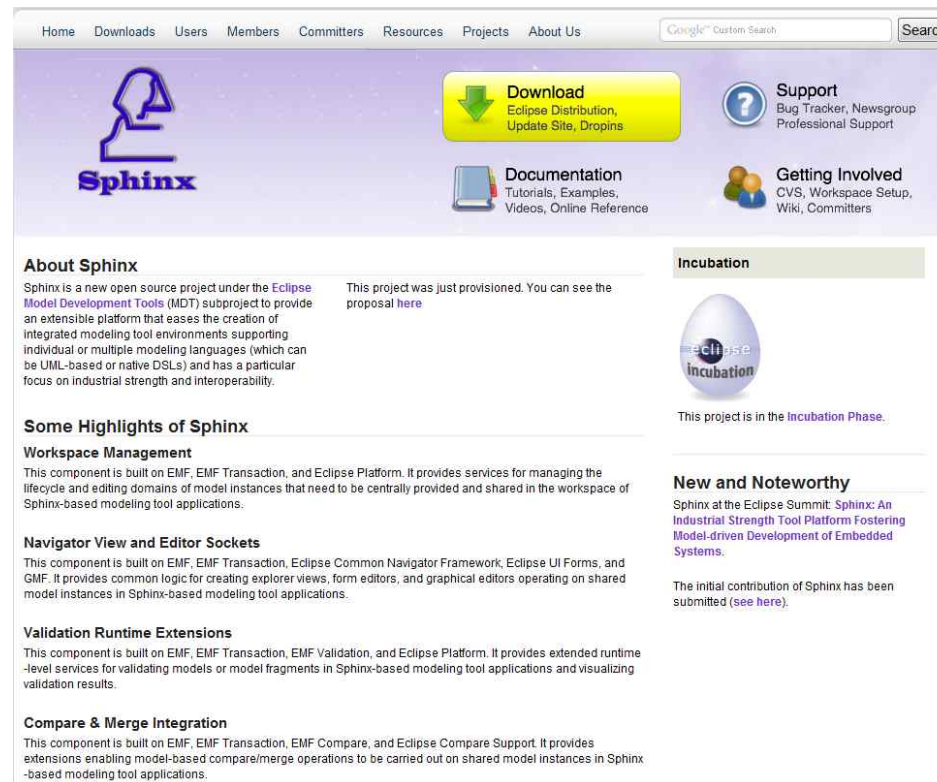 Home Downloads Users Members Committers Resources Projects About Us
Google™ Custom Search
Searc
Sphinx
Download
Eclipse Distribution,
Update Site, Dropins
Support
Bug Tracker, Newsgroup
Professional Support
Documentation
Tutorials, Examples,
Videos, Online Reference
Getting Involved
CVS, Workspace Setup,
Wiki, Committers
About Sphinx
Sphinx is a new open source project under the Eclipse
Model Development Tools (MDT) subproject to provide
an extensible platform that eases the creation of
integrated modeling tool environments supporting
individual or multiple modeling languages (which can
be UML-based or native DSLs) and has a particular
focus on industrial strength and interoperability.
This project was just provisioned. You can see the
proposal here
Some Highlights of Sphinx
Workspace Management
This component is built on EMF, EMF Transaction, and Eclipse Platform. It provides services for managing the
lifecycle and editing domains of model instances that need to be centrally provided and shared in the workspace of
Sphinx-based modeling tool applications.
Navigator View and Editor Sockets
This component is built on EMF, EMF Transaction, Eclipse Common Navigator Framework, Eclipse UI Forms, and
GMF. It provides common logic for creating explorer views, form editors, and graphical editors operating on shared
model instances in Sphinx-based modeling tool applications.
Validation Runtime Extensions
This component is built on EMF, EMF Transaction, EMF Validation, and Eclipse Platform. It provides extended runtime
-level services for validating models or model fragments in Sphinx-based modeling tool applications and visualizing
validation results.
Compare & Merge Integration
This component is built on EMF, EMF Transaction, EMF Compare, and Eclipse Compare Support. It provides
extensions enabling model-based compare/merge operations to be carried out on shared model instances in Sphinx
-based modeling tool applications.
Incubation
eclipse
incubation
This project is in the Incubation Phase.
New and Noteworthy
Sphinx at the Eclipse Summit: Sphinx: An
Industrial Strength Tool Platform Fostering
Model-driven Development of Embedded
Systems.
The initial contribution of Sphinx has been
submitted (see here).